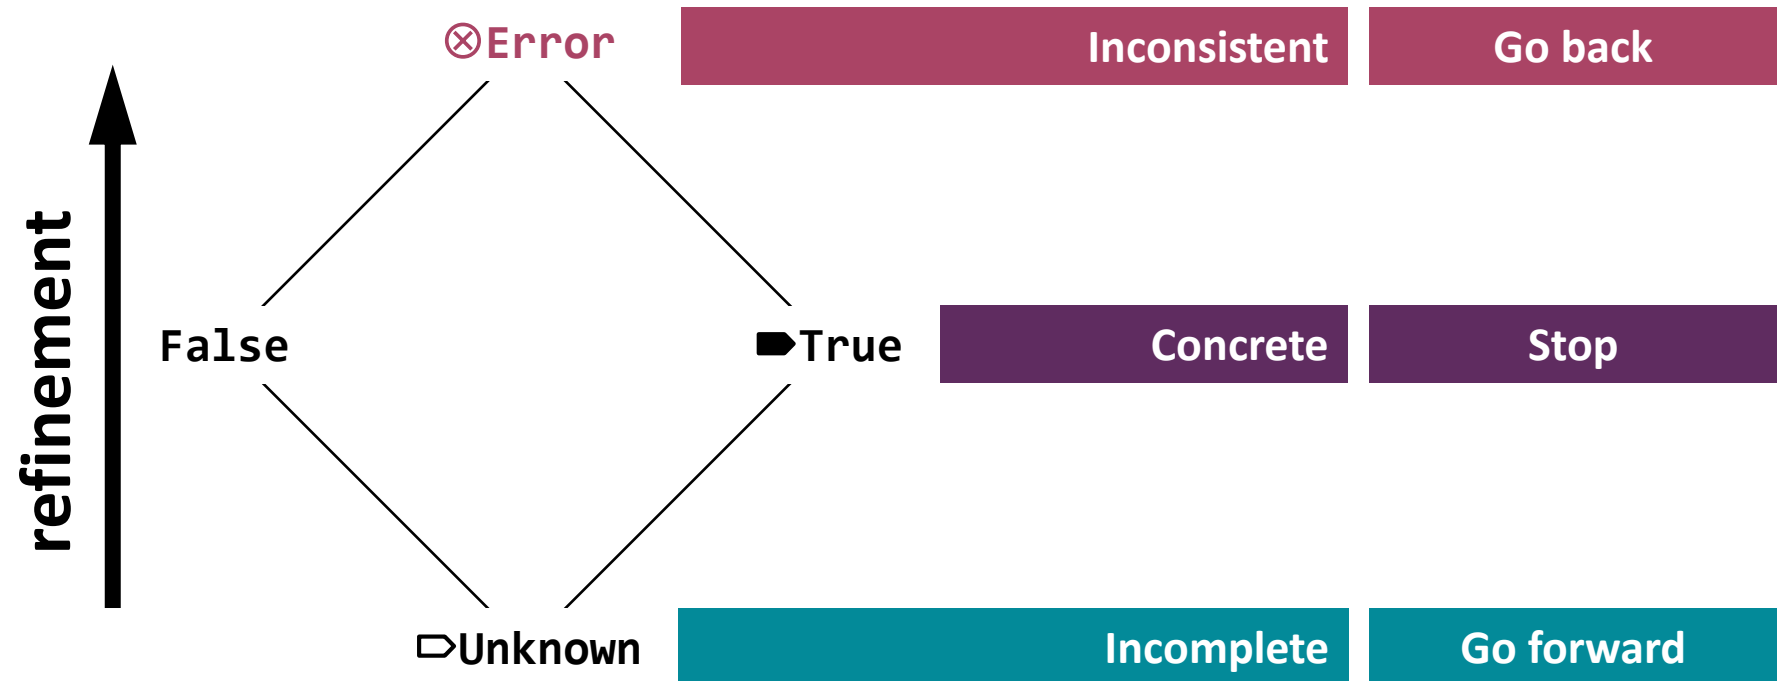 Error
Inconsistent
Go back
refinement
False
True
Concrete
Stop
Unknown
Incomplete
Go forward